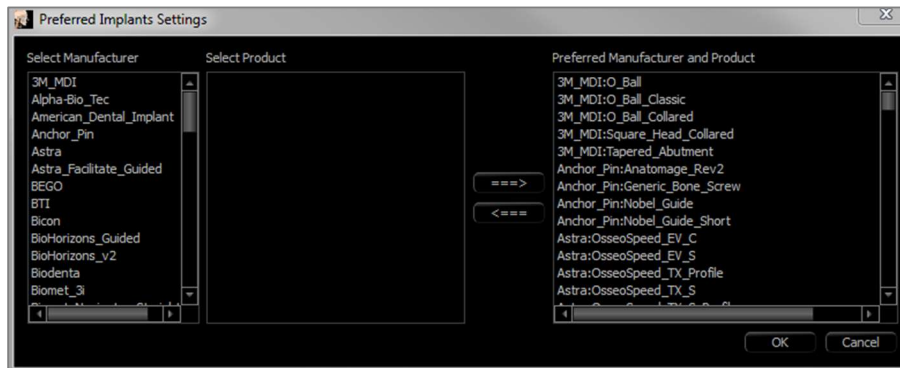 Preferred Implants Settings
Select Manufacturer
3M_MDI
Alpha-Bio_Tec
American_Dental_Implant
Anchor_Pin
Astra
Astra_Facilitate_Guided
BEGO
BTI
Bicon
BioHorizons_Guided
BioHorizons_v2
Biodenta
Biomet_3i
Select Product
===>
<===
Preferred Manufacturer and Product
3M_MDI:O_Ball
3M_MDI:O_Ball_Classic
3M_MDI:O_Ball_Collared
3M_MDI:Square_Head_Collared
3M_MDI:Tapered_Abutment
Anchor_Pin:Anatomage_Rev2
Anchor_Pin:Generic_Bone_Screw
Anchor_Pin:Nobel_Guide
Anchor_Pin:Nobel_Guide_Short
Astra:OsseoSpeed_EV_C
Astra:OsseoSpeed_EV_S
Astra:OsseoSpeed_TX_Profile
Astra:OsseoSpeed_TX_S
OK
Cancel